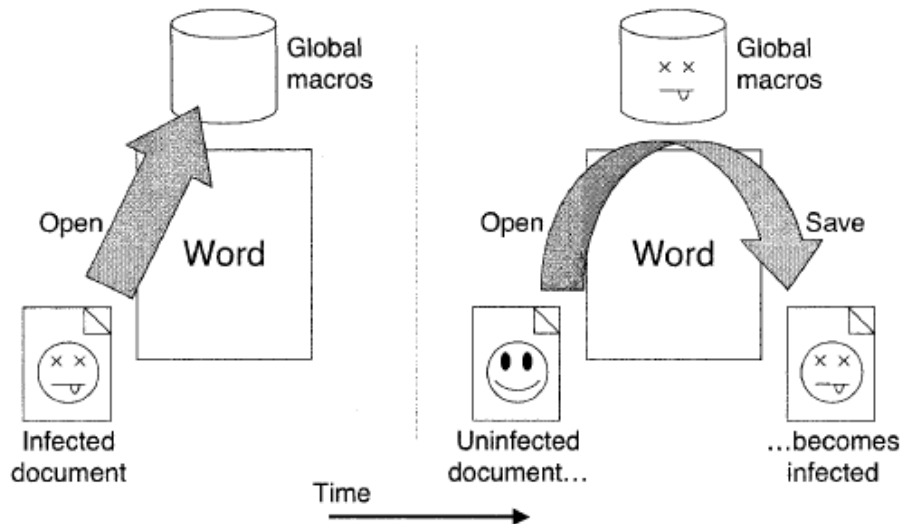 Global
macros
Open
Word
Infected
document
Global
macros
Open
Save
Word
Uninfected
document…
…becomes
infected
Time